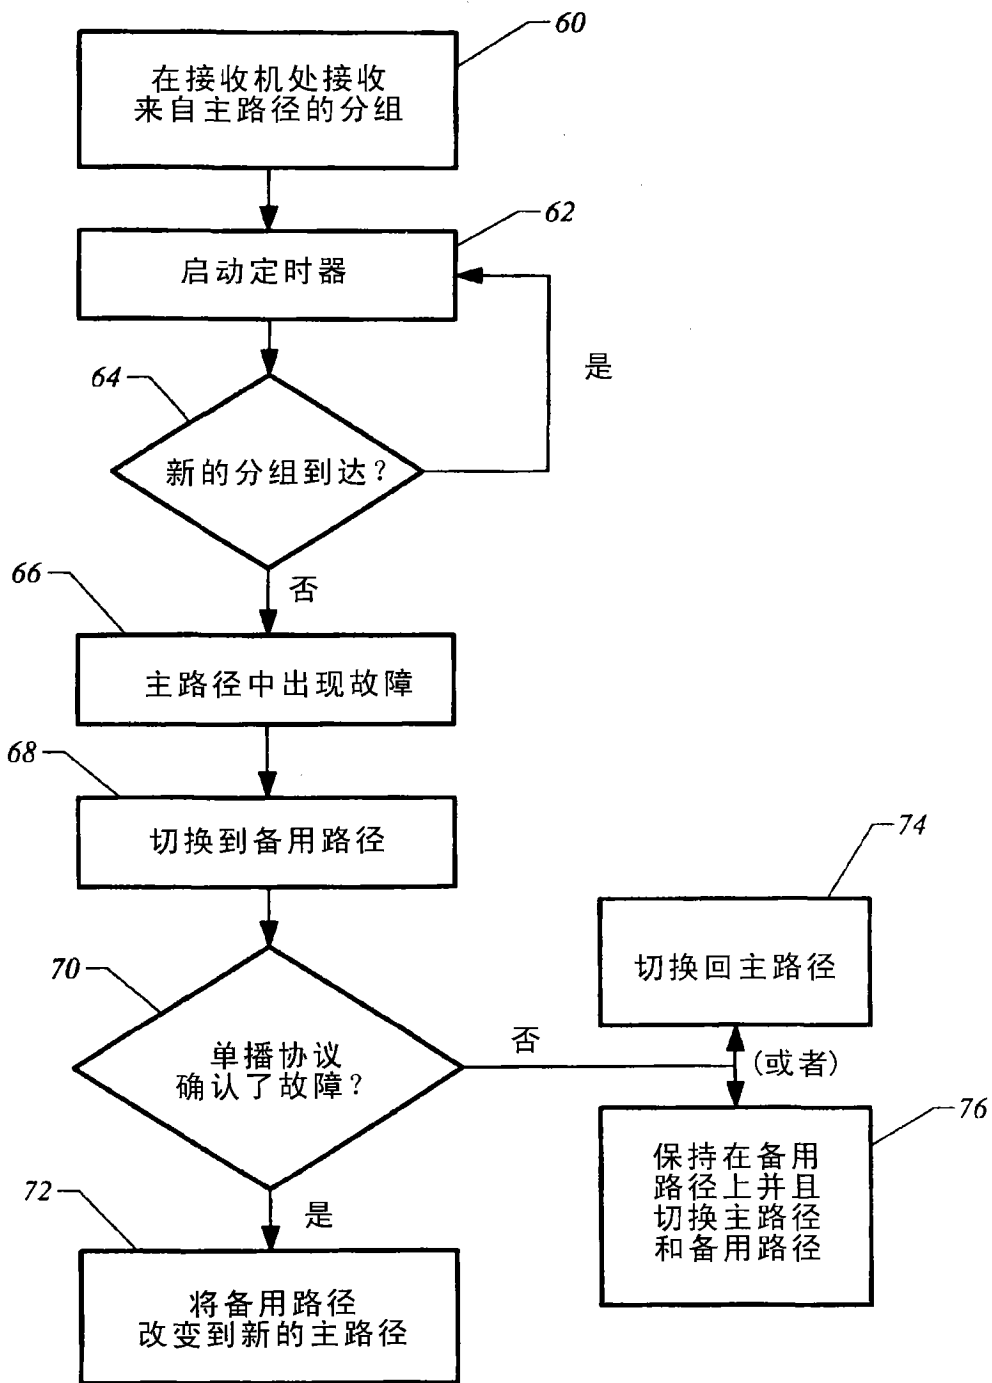 60
在接收机处接收
来自主路径的分组
62
启动定时器
是
64
新的分组到达？
否
66
主路径中出现故障
68
切换到备用路径
74
切换回主路径
70
单播协议
确认了故障？
否
(或者)
76
保持在备用
路径上并且
切换主路径
和备用路径
72
是
将备用路径
改变到新的主路径